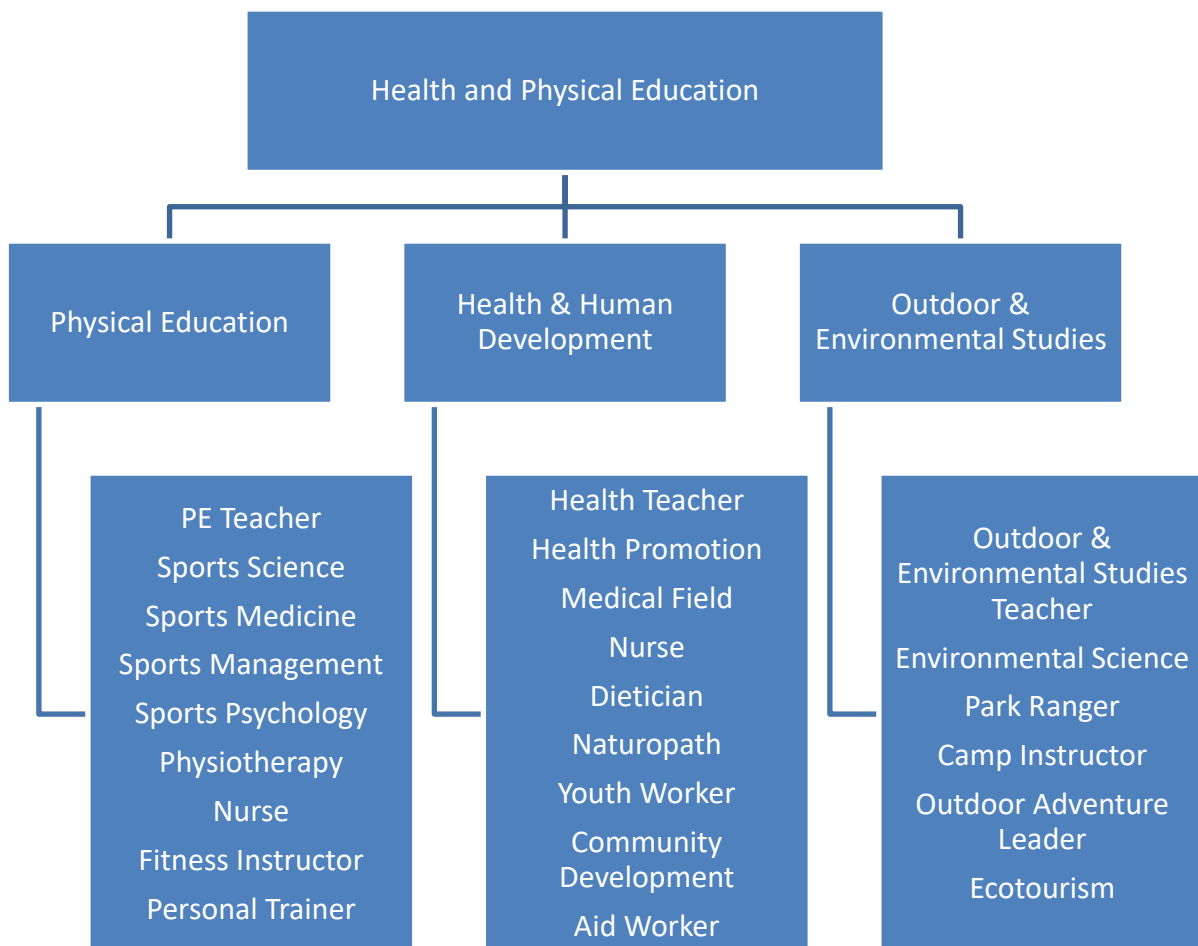 Health and Physical Education
Physical Education
Health & Human
Development
Outdoor &
Environmental Studies
PE Teacher
Sports Science
Sports Medicine
Sports Management
Sports Psychology
Physiotherapy
Nurse
Fitness Instructor
Personal Trainer
Health Teacher
Health Promotion
Medical Field
Nurse
Dietician
Naturopath
Youth Worker
Community
Development
Aid Worker
Outdoor &
Environmental Studies
Teacher
Environmental Science
Park Ranger
Camp Instructor
Outdoor Adventure
Leader
Ecotourism